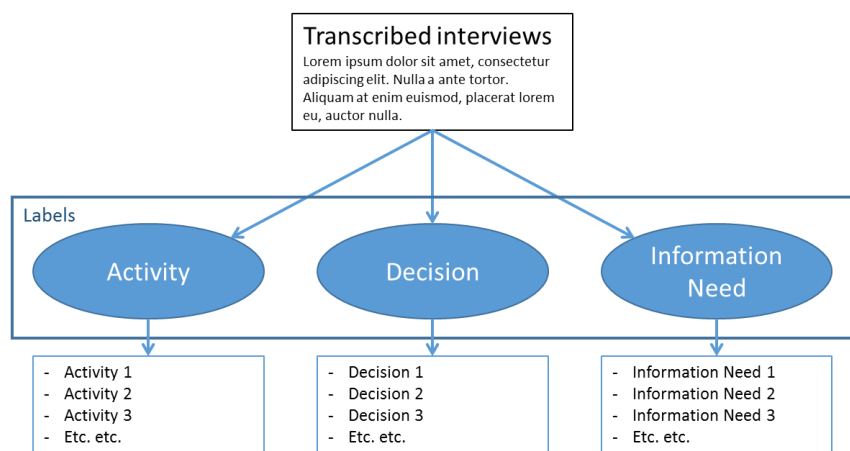 Transcribed interviews
Lorem ipsum dolor sit amet, consectetur
adipiscing elit. Nulla a ante tortor.
Aliquam at enim euismod, placerat lorem
eu, auctor nulla.
Labels
Activity
Decision
Information
Need
- Activity 1
- Activity 2
- Activity 3
- Etc. etc.
- Decision 1
- Decision 2
- Decision 3
- Etc. etc.
- Information Need 1
- Information Need 2
- Information Need 3
- Etc. etc.